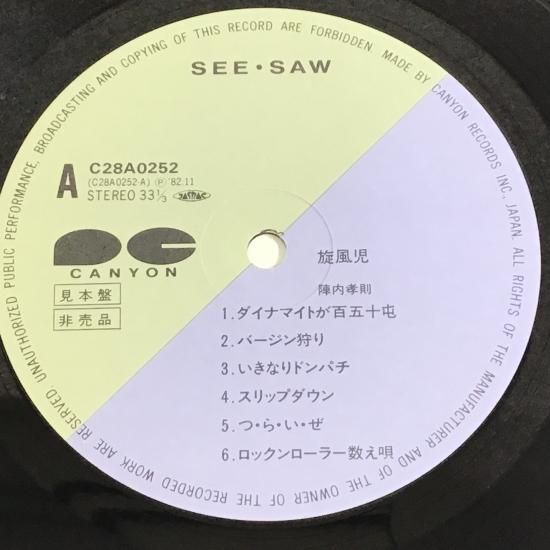 SEE・SAW
A
C28A0252
(C28A0252-A) Ⓟ '82.11
STEREO 33 1/3 JASRAC
CANYON
見本盤
非売品
旋風児
陣内孝則
1.ダイナマイトが百五十屯
2.バージン狩り
3.いきなりドンパチ
4.スリップダウン
5.つ・ら・い・ぜ
6.ロックンローラー数え唄
UNAUTHORIZED PUBLIC PERFORMANCE, BROADCASTING AND COPYING OF THIS RECORD ARE FORBIDDEN. MADE BY CANYON RECORDS INC., JAPAN. ALL RIGHTS OF THE MANUFACTURER AND OF THE OWNER OF THE RECORDED WORK ARE RESERVED.